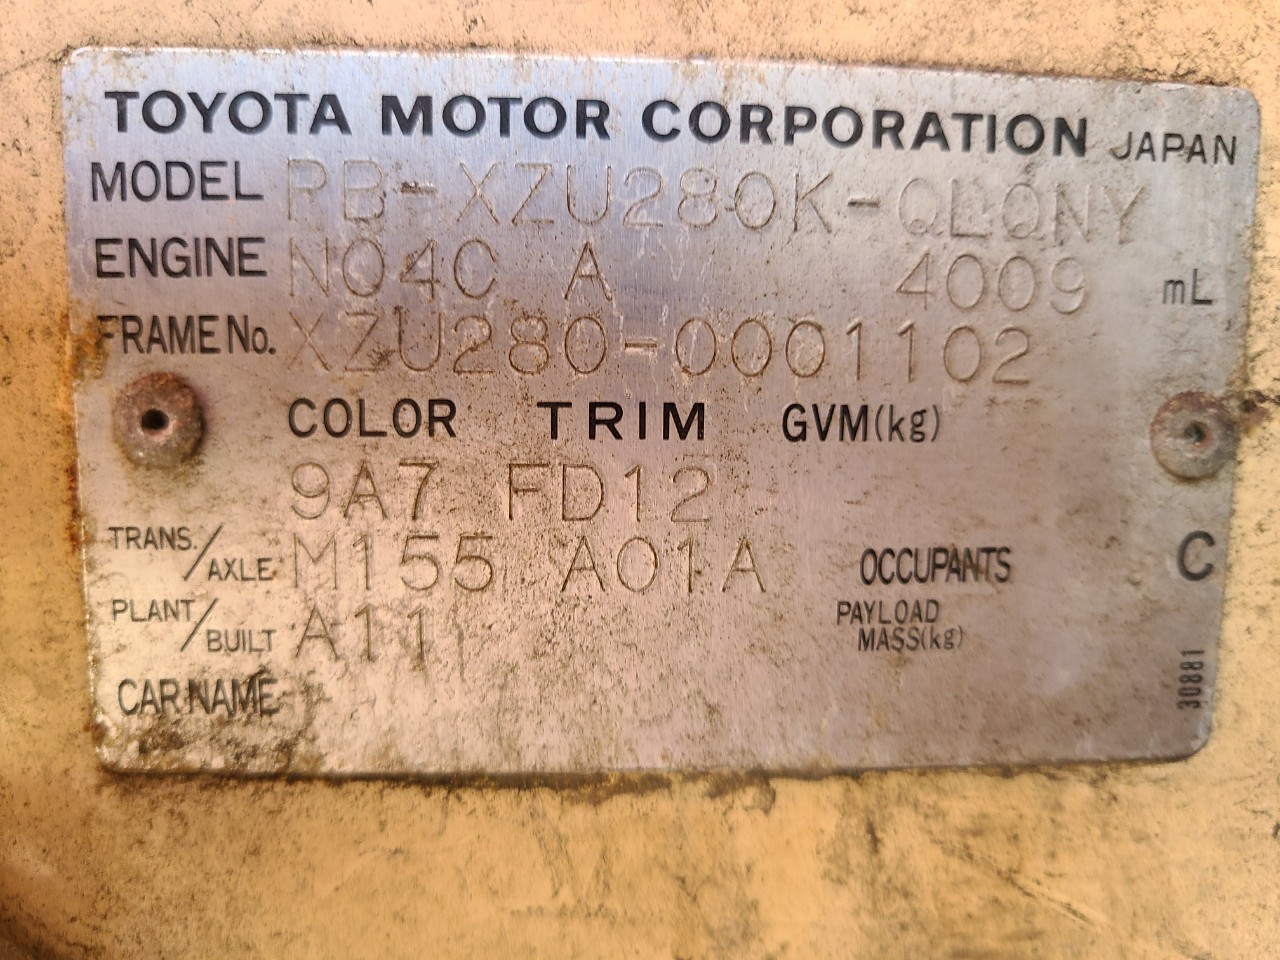 TOYOTA MOTOR CORPORATION JAPAN
MODEL PB-XZU280K-QLQNY
ENGINE N04C A 4009 mL
FRAME No. XZU280-0001102
COLOR TRIM GVM(kg)
9A7 FD12
TRANS./AXLE M155 A01A OCCUPANTS C
PLANT/BUILT A11 PAYLOAD MASS(kg)
CAR NAME
30881